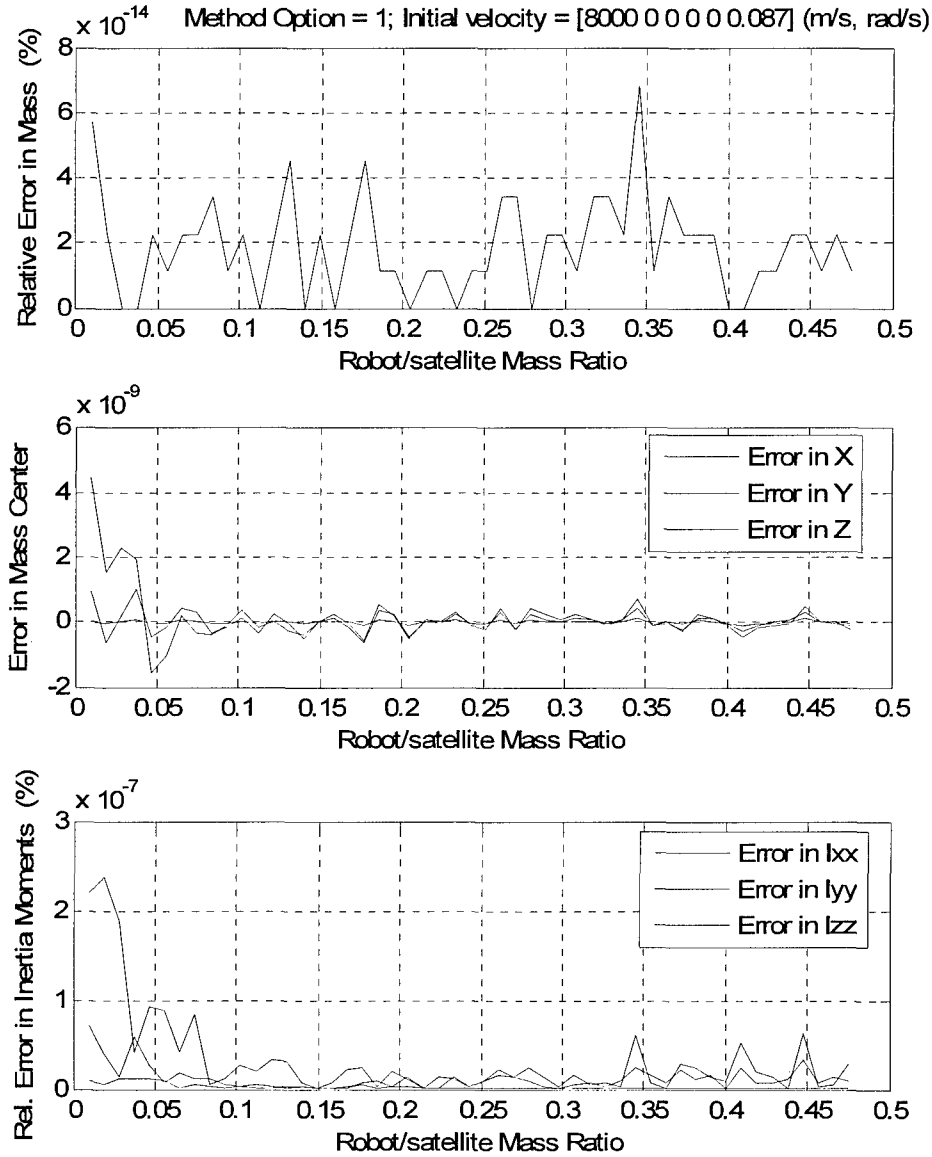 Method Option = 1; Initial velocity = [8000 0 0 0 0 0.087] (m/s, rad/s)
x 10-14
Relative Error in Mass (%)
8
6
4
2
0
0 0.05 0.1 0.15 0.2 0.25 0.3 0.35 0.4 0.45 0.5
Robot/satellite Mass Ratio
x 10-9
Error in Mass Center
6
4
2
0
-2
Error in X
Error in Y
Error in Z
0 0.05 0.1 0.15 0.2 0.25 0.3 0.35 0.4 0.45 0.5
Robot/satellite Mass Ratio
x 10-7
Rel. Error in Inertia Moments (%)
3
2
1
0
Error in Ixx
Error in Iyy
Error in Izz
0 0.05 0.1 0.15 0.2 0.25 0.3 0.35 0.4 0.45 0.5
Robot/satellite Mass Ratio